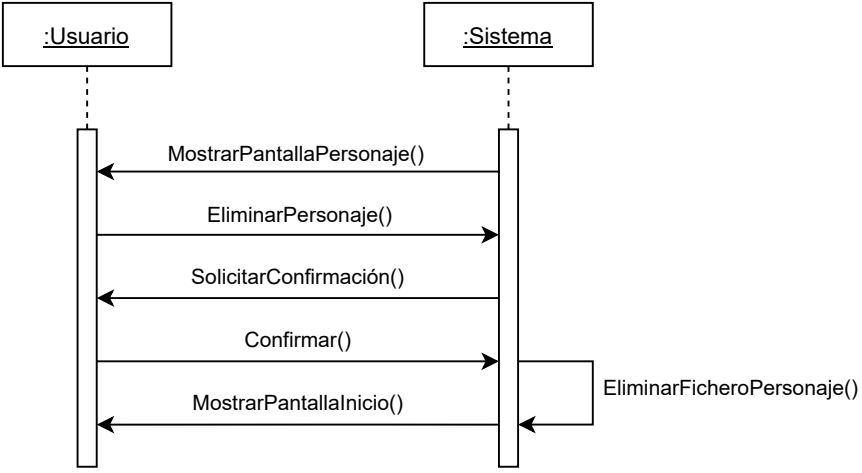 :Usuario
:Sistema
MostrarPantallaPersonaje()
EliminarPersonaje()
SolicitarConfirmación()
Confirmar()
EliminarFicheroPersonaje()
MostrarPantallaInicio()